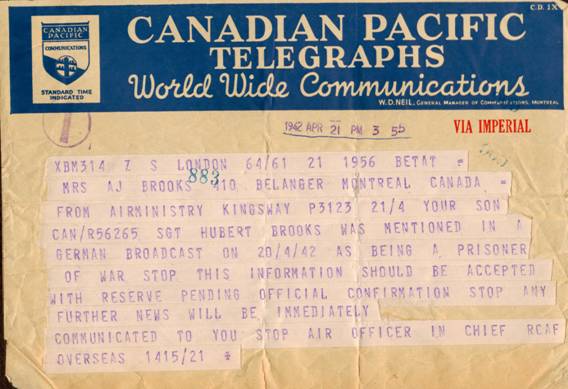 C.D. 1X
CANADIAN PACIFIC
TELEGRAPHS
World Wide Communications
W.D. NEIL, GENERAL MANAGER OF COMMUNICATIONS, MONTREAL
CANADIAN
PACIFIC
COMMUNICATIONS
STANDARD TIME
INDICATED
1942 APR 21 PM 3 55
VIA IMPERIAL
XBM314 Z S LONDON 64/61 21 1956 BETAT =
883
MRS AJ BROOKS 410 BELANGER MONTREAL CANADA =
FROM AIRMINISTRY KINGSWAY P3123 21/4 YOUR SON
CAN/R56265 SGT HUBERT BROOKS WAS MENTIONED IN A
GERMAN BROADCAST ON 20/4/42 AS BEING A PRISONER
OF WAR STOP THIS INFORMATION SHOULD BE ACCEPTED
WITH RESERVE PENDING OFFICIAL CONFIRMATION STOP ANY
FURTHER NEWS WILL BE IMMEDIATELY
COMMUNICATED TO YOU STOP AIR OFFICER IN CHIEF RCAF
OVERSEAS 1415/21 *